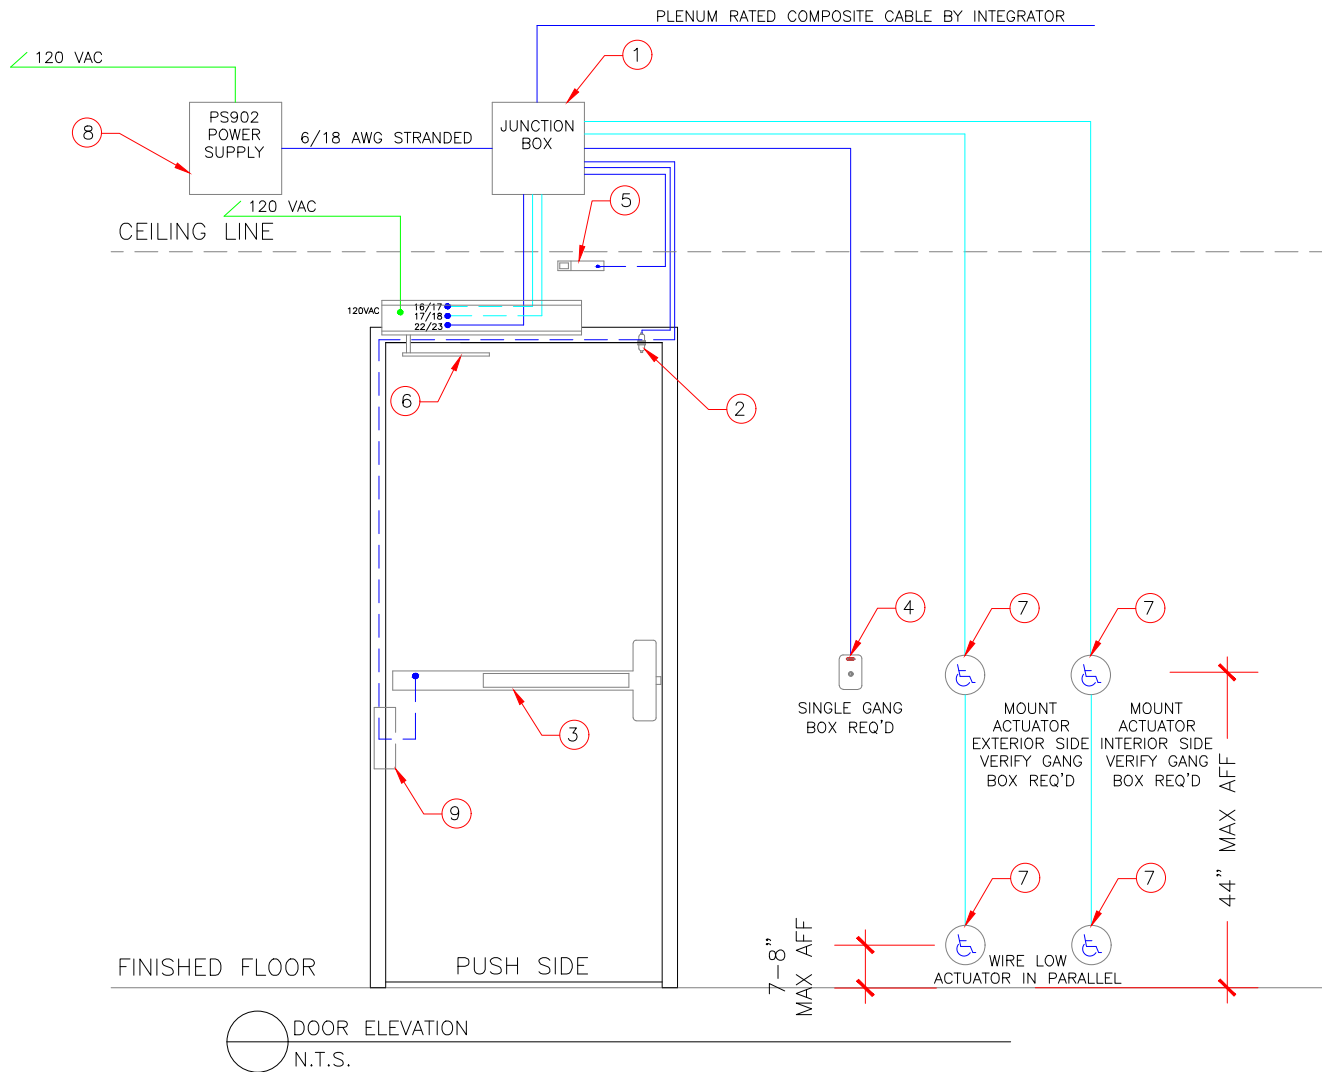 PLENUM RATED COMPOSITE CABLE BY INTEGRATOR
1
120 VAC
8
PS902
POWER
SUPPLY
6/18 AWG STRANDED
JUNCTION
BOX
120 VAC
5
CEILING LINE
120VAC
16/17
17/18
22/23
6
2
4
7
7
SINGLE GANG
BOX REQ'D
MOUNT
ACTUATOR
EXTERIOR SIDE
VERIFY GANG
BOX REQ'D
MOUNT
ACTUATOR
INTERIOR SIDE
VERIFY GANG
BOX REQ'D
3
9
44" MAX AFF
7
7
7-8"
MAX AFF
WIRE LOW
ACTUATOR IN PARALLEL
FINISHED FLOOR
PUSH SIDE
DOOR ELEVATION
N.T.S.